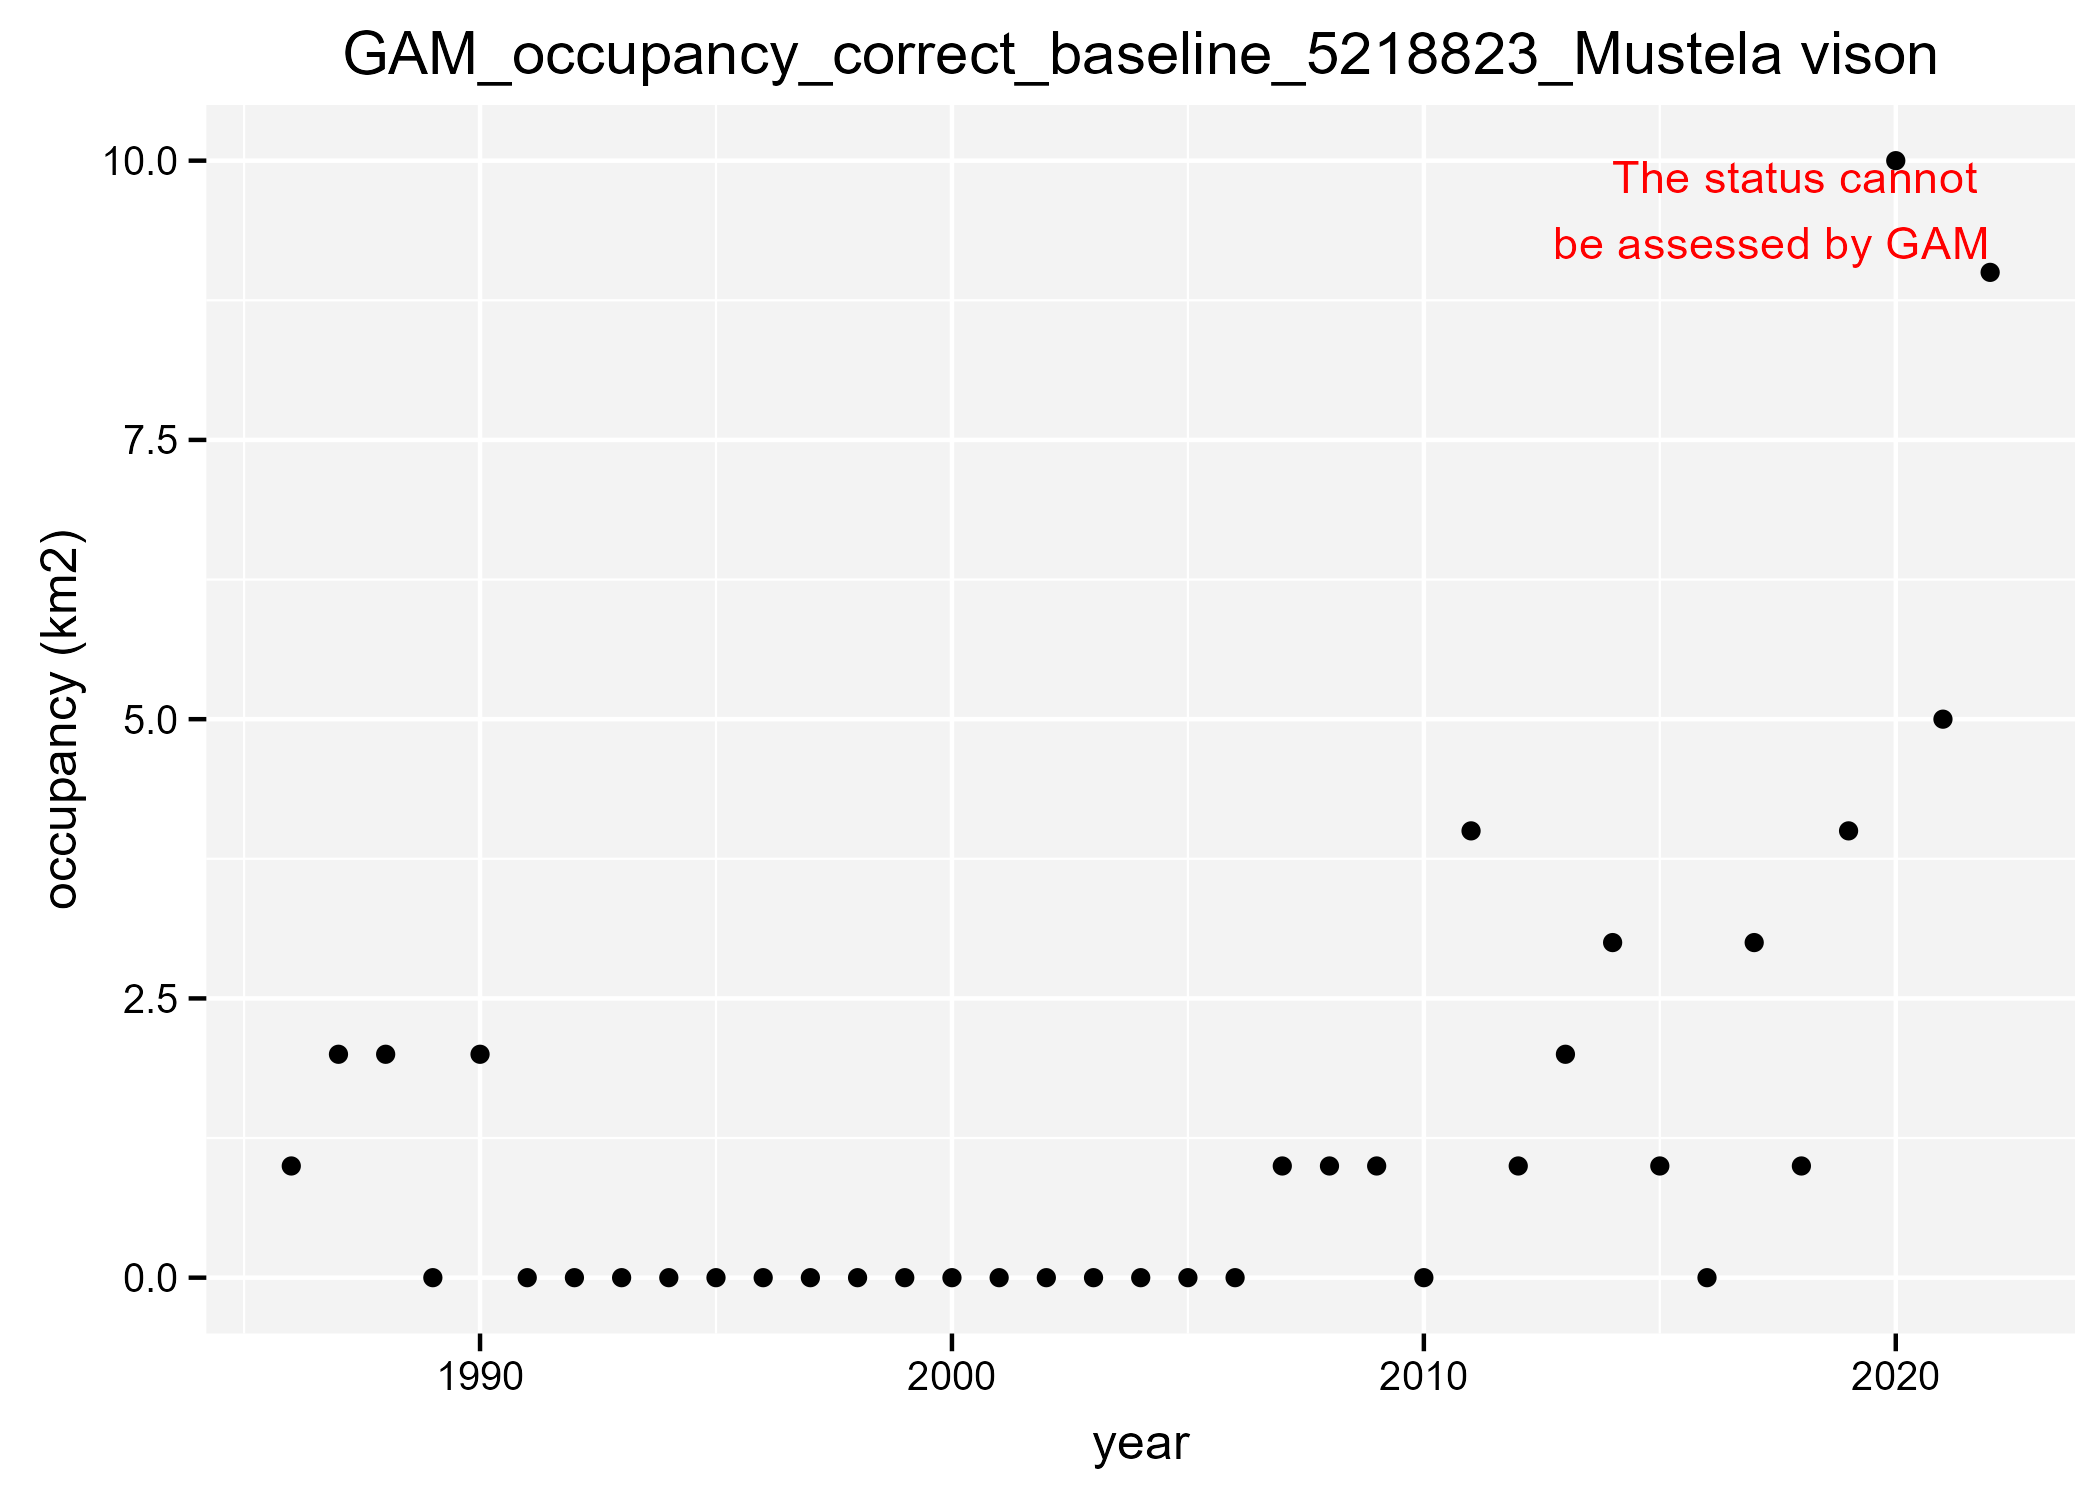 GAM_occupancy_correct_baseline_5218823_Mustela vison
10.0
The status cannot
be assessed by GAM
7.5
5.0
2.5
0.0
occupancy (km2)
1990
2000
2010
2020
year